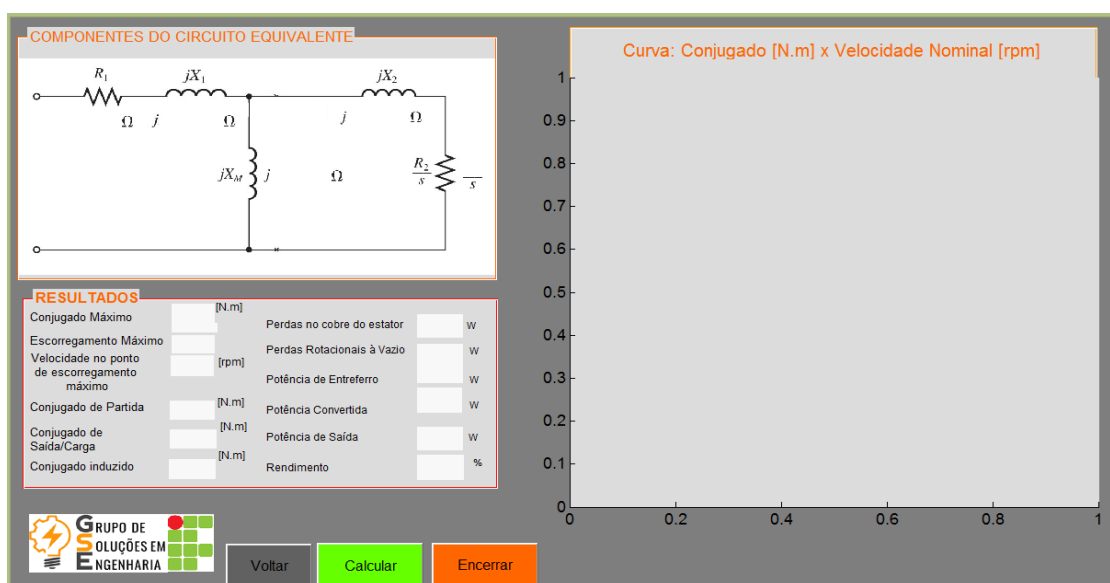 COMPONENTES DO CIRCUITO EQUIVALENTE
R1 jX1 jX2
Ω j Ω j Ω
jXM j Ω R2/s s
RESULTADOS
Conjugado Máximo [N.m]
Escorregamento Máximo
Velocidade no ponto
de escorregamento
máximo
[rpm]
Conjugado de Partida [N.m]
Conjugado de
Saída/Carga
[N.m]
Conjugado induzido [N.m]
Perdas no cobre do estator W
Perdas Rotacionais à Vazio W
Potência de Entreferro W
Potência Convertida W
Potência de Saída W
Rendimento %
GRUPO DE
SOLUÇÕES EM
ENGENHARIA
Voltar Calcular Encerrar
Curva: Conjugado [N.m] x Velocidade Nominal [rpm]
1
0.9
0.8
0.7
0.6
0.5
0.4
0.3
0.2
0.1
0
0 0.2 0.4 0.6 0.8 1